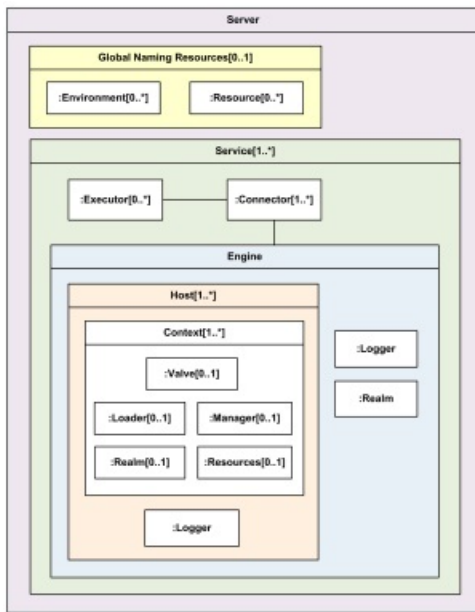 Server
Global Naming Resources[0..1]
:Environment[0..*]
:Resource[0..*]
Service[1..*]
:Executor[0..*]
:Connector[1..*]
Engine
Host[1..*]
Context[1..*]
:Valve[0..1]
:Loader[0..1]
:Manager[0..1]
:Realm[0..1]
:Resources[0..1]
:Logger
:Logger
:Realm